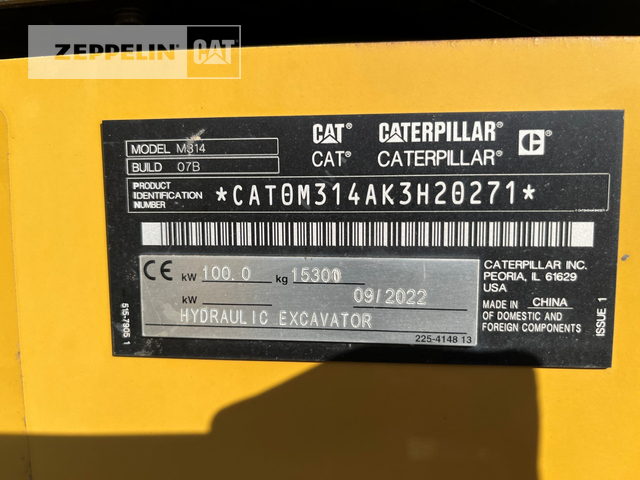 ZEPPELIN CAT
MODEL M314
BUILD 07B
CAT® CATERPILLAR® C®
CAT® CATERPILLAR®
PRODUCT IDENTIFICATION NUMBER *CAT0M314AK3H20271*
CE kW 100.0 kg 15300
kW 09/2022
HYDRAULIC EXCAVATOR
225-4148 13
CATERPILLAR INC.
PEORIA, IL 61629
USA
MADE IN CHINA
OF DOMESTIC AND
FOREIGN COMPONENTS
ISSUE 1
515-7905 1